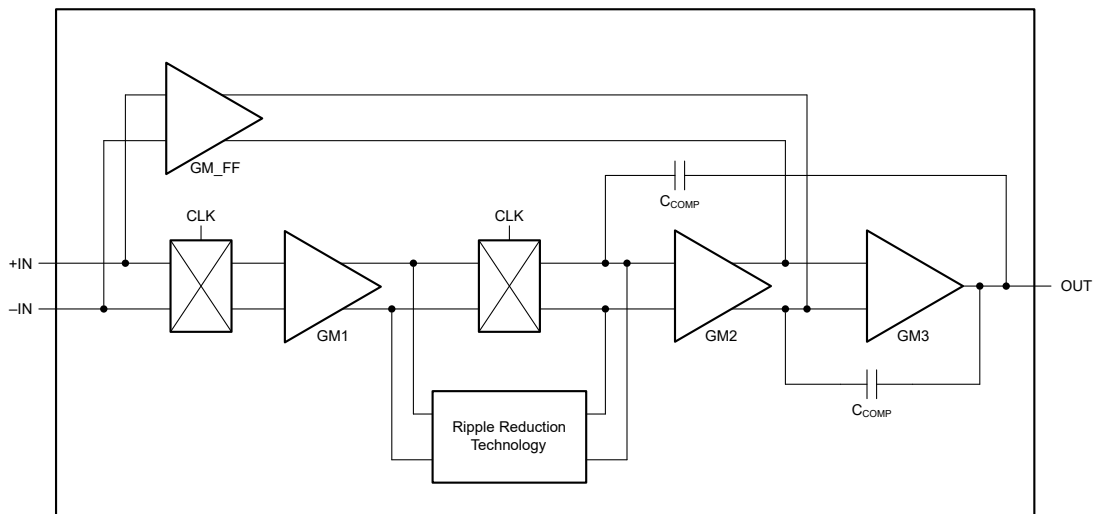 GM_FF
C_COMP
CLK
CLK
+IN
–IN
OUT
GM1
GM2
GM3
C_COMP
Ripple Reduction
Technology